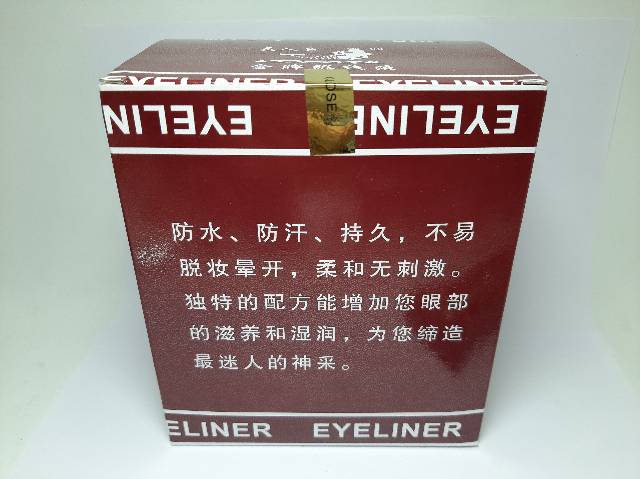 EYELINER
EYELINER EYELIN
防水、防汗、持久，不易
脱妆晕开，柔和无刺激。
独特的配方能增加您眼部
的滋养和湿润，为您缔造
最迷人的神采。
ELINER EYELINER